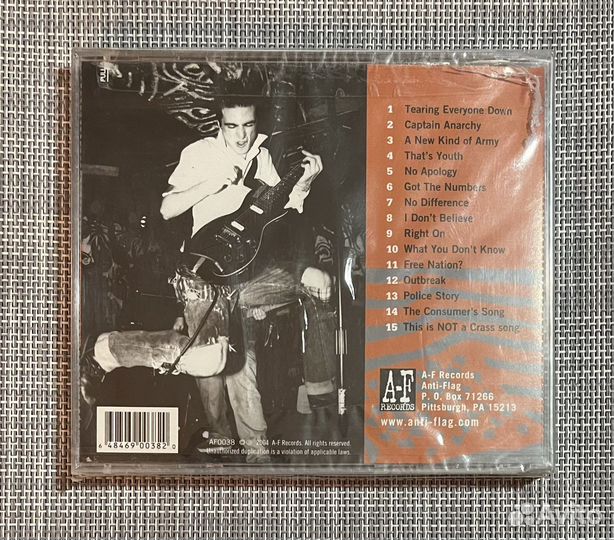 PULL
1 Tearing Everyone Down
2 Captain Anarchy
3 A New Kind of Army
4 That's Youth
5 No Apology
6 Got The Numbers
7 No Difference
8 I Don't Believe
9 Right On
10 What You Don't Know
11 Free Nation?
12 Outbreak
13 Police Story
14 The Consumer's Song
15 This is NOT a Crass song
A-F
RECORDS
A-F Records
Anti-Flag
P. O. Box 71266
Pittsburgh, PA 15213
www.anti-flag.com
6 48469 00382 0
AF0038 © ℗ 2004 A-F Records. All rights reserved.
Unauthorized duplication is a violation of applicable laws.
Avito